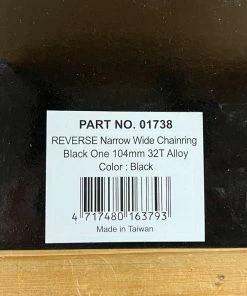 PART NO. 01738
REVERSE Narrow Wide Chainring
Black One 104mm 32T Alloy
Color : Black
4 717480 163793
Made in Taiwan